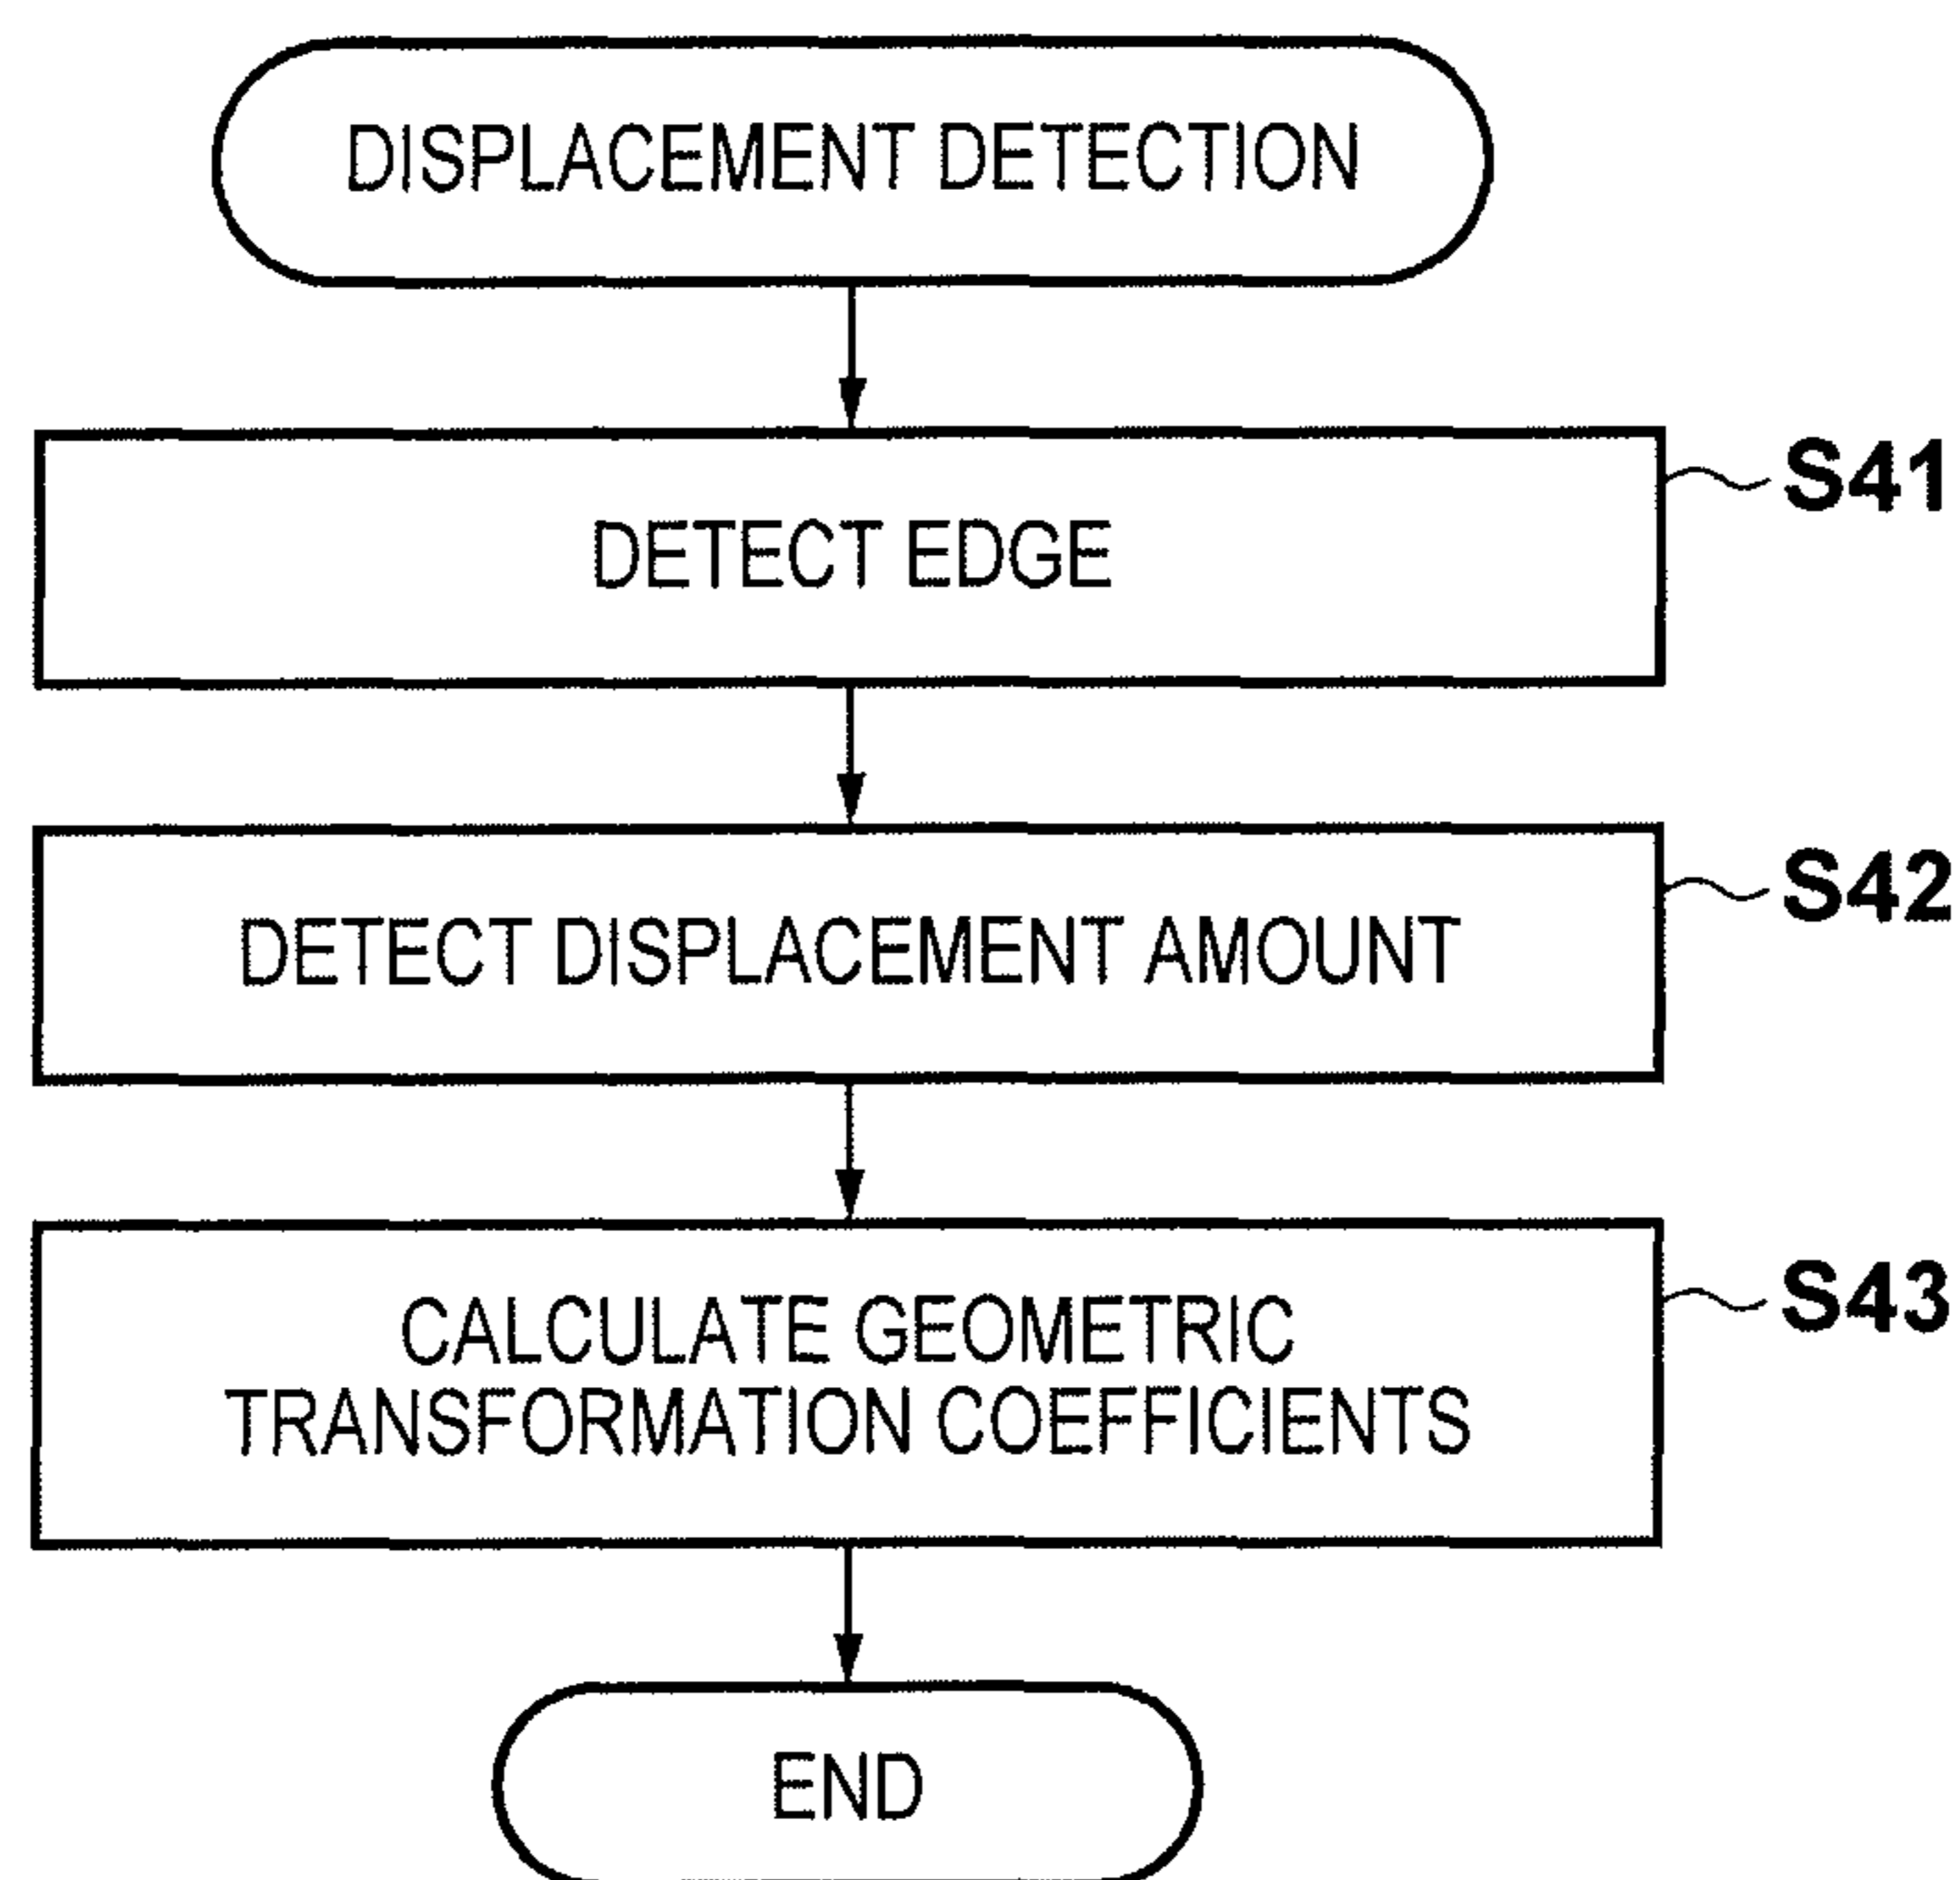 DISPLACEMENT DETECTION
DETECT EDGE
S41
DETECT DISPLACEMENT AMOUNT
S42
CALCULATE GEOMETRIC
TRANSFORMATION COEFFICIENTS
S43
END